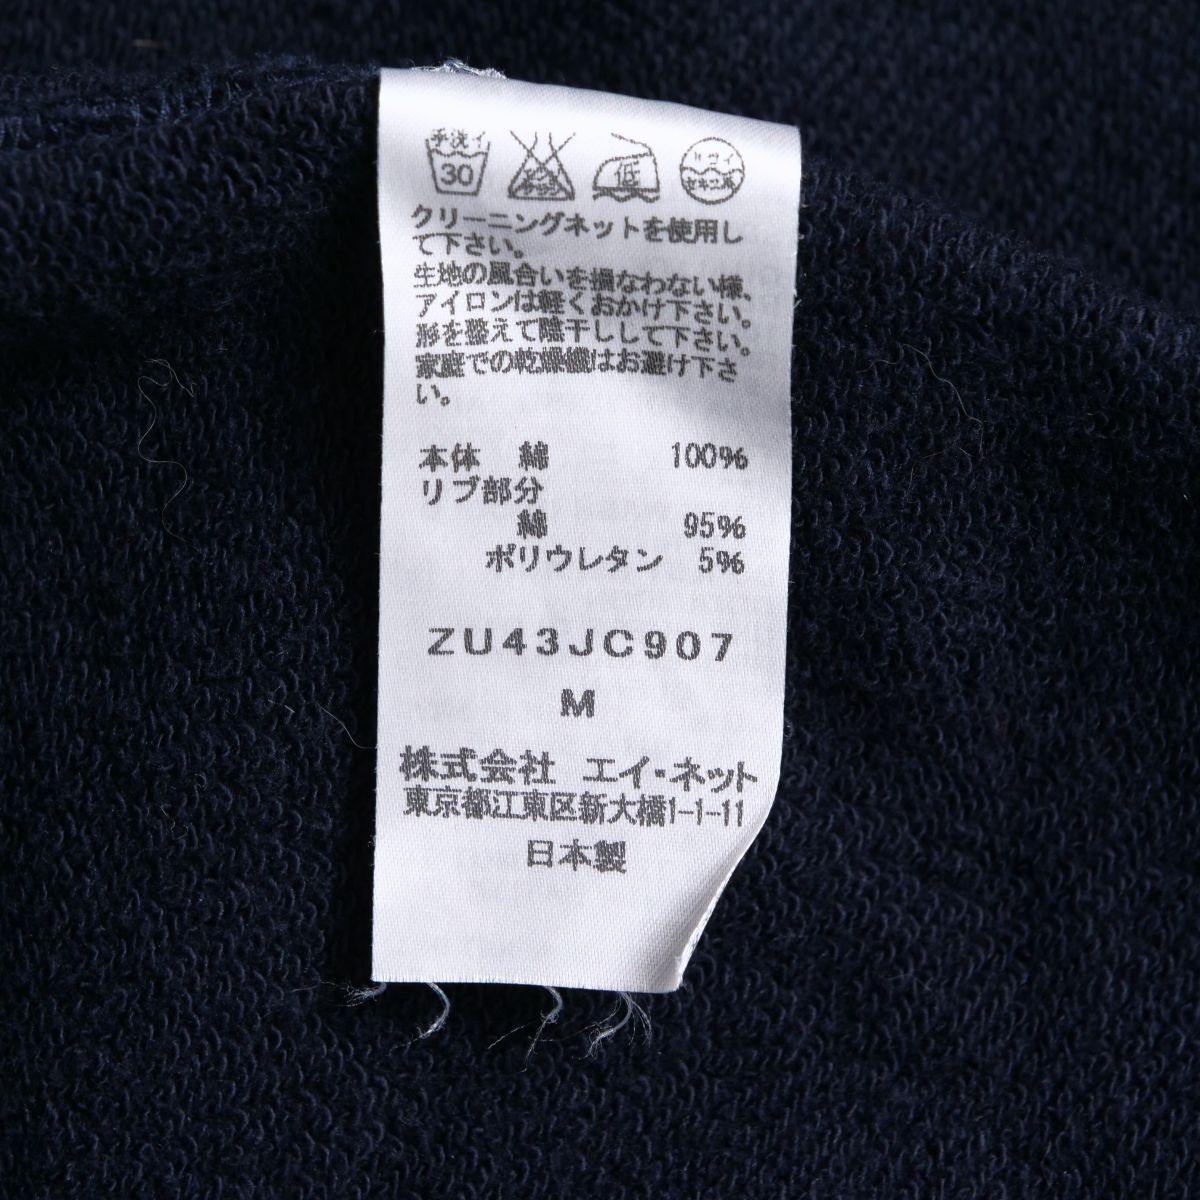 手洗イ
30
低
ドライ
セキユ系
クリーニングネットを使用し
て下さい。
生地の風合いを損なわない様、
アイロンは軽くおかけ下さい。
形を整えて陰干しして下さい。
家庭での乾燥機はお避け下さ
い。
本体 綿 100%
リブ部分
綿 95%
ポリウレタン 5%
ZU43JC907
M
株式会社 エイ・ネット
東京都江東区新大橋1-1-11
日本製